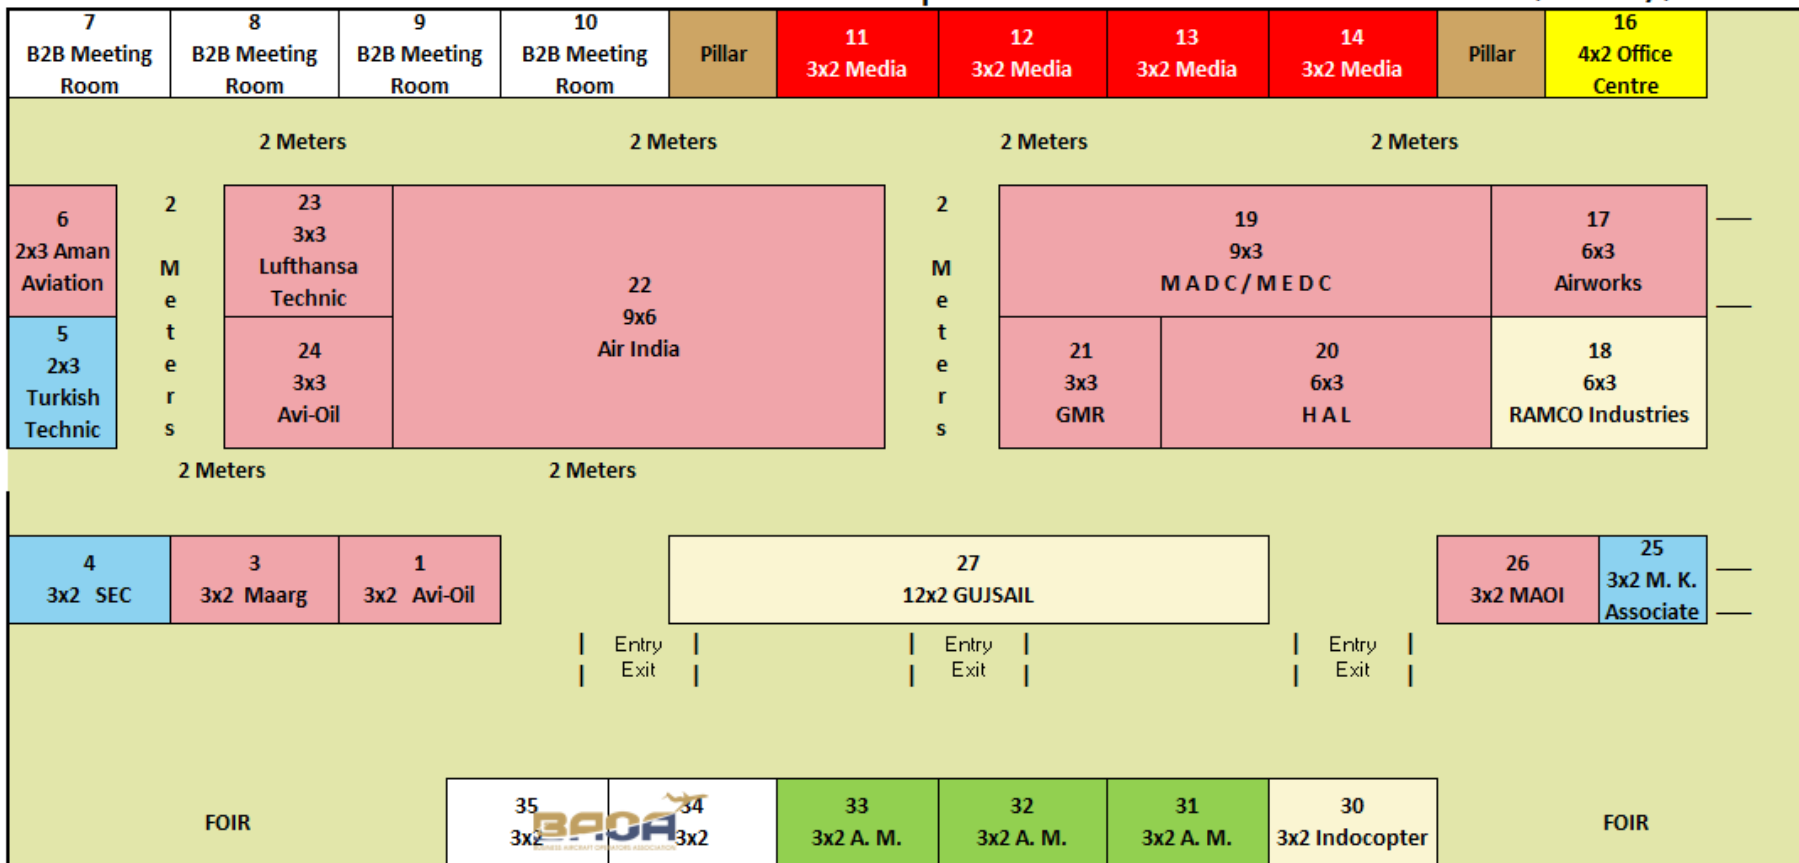 7
B2B Meeting
Room
8
B2B Meeting
Room
9
B2B Meeting
Room
10
B2B Meeting
Room
Pillar
11
3x2 Media
12
3x2 Media
13
3x2 Media
14
3x2 Media
Pillar
16
4x2 Office
Centre
2 Meters
2 Meters
2 Meters
2 Meters
6
2x3 Aman
Aviation
2
M
e
t
e
r
s
23
3x3
Lufthansa
Technic
22
9x6
Air India
2
M
e
t
e
r
s
19
9x3
M A D C / M E D C
17
6x3
Airworks
5
2x3
Turkish
Technic
24
3x3
Avi-Oil
21
3x3
GMR
20
6x3
H A L
18
6x3
RAMCO Industries
2 Meters
2 Meters
4
3x2 SEC
3
3x2 Maarg
1
3x2 Avi-Oil
27
12x2 GUJSAIL
26
3x2 MAOI
25
3x2 M. K.
Associate
Entry
Exit
Entry
Exit
Entry
Exit
FOIR
35
3x2
34
3x2
BAOA
BUSINESS AIRCRAFT OPERATORS ASSOCIATION
33
3x2 A. M.
32
3x2 A. M.
31
3x2 A. M.
30
3x2 Indocopter
FOIR